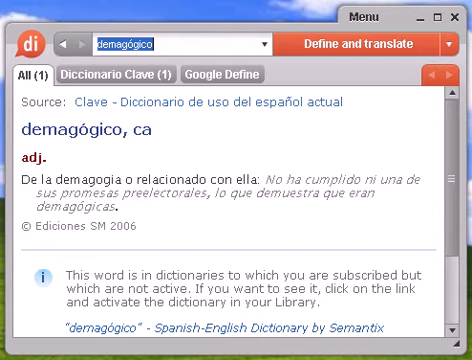 Menu
di
demagógico
Define and translate
All (1)
Diccionario Clave (1)
Google Define
Source: Clave - Diccionario de uso del español actual
demagógico, ca
adj.
De la demagogia o relacionado con ella: No ha cumplido ni una de
sus promesas preelectorales, lo que demuestra que eran
demagógicas.
© Ediciones SM 2006
i
This word is in dictionaries to which you are subscribed but
which are not active. If you want to see it, click on the link
and activate the dictionary in your Library.
"demagógico" - Spanish-English Dictionary by Semantix